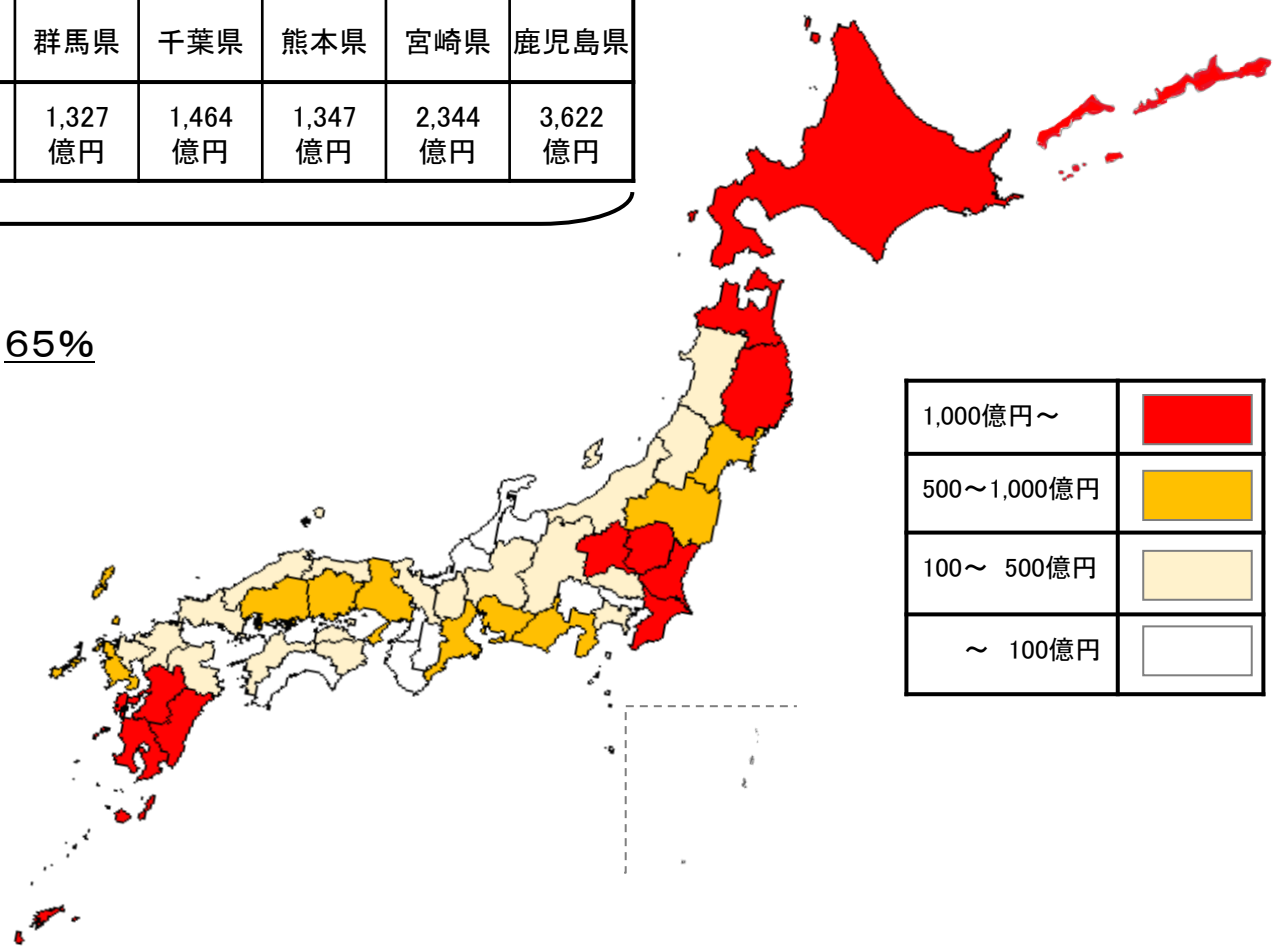 群馬県 千葉県 熊本県 宮崎県 鹿児島県
1,327 1,464 1,347 2,344 3,622
億円 億円 億円 億円 億円
65%
1,000億円～
500～1,000億円
100～ 500億円
～ 100億円